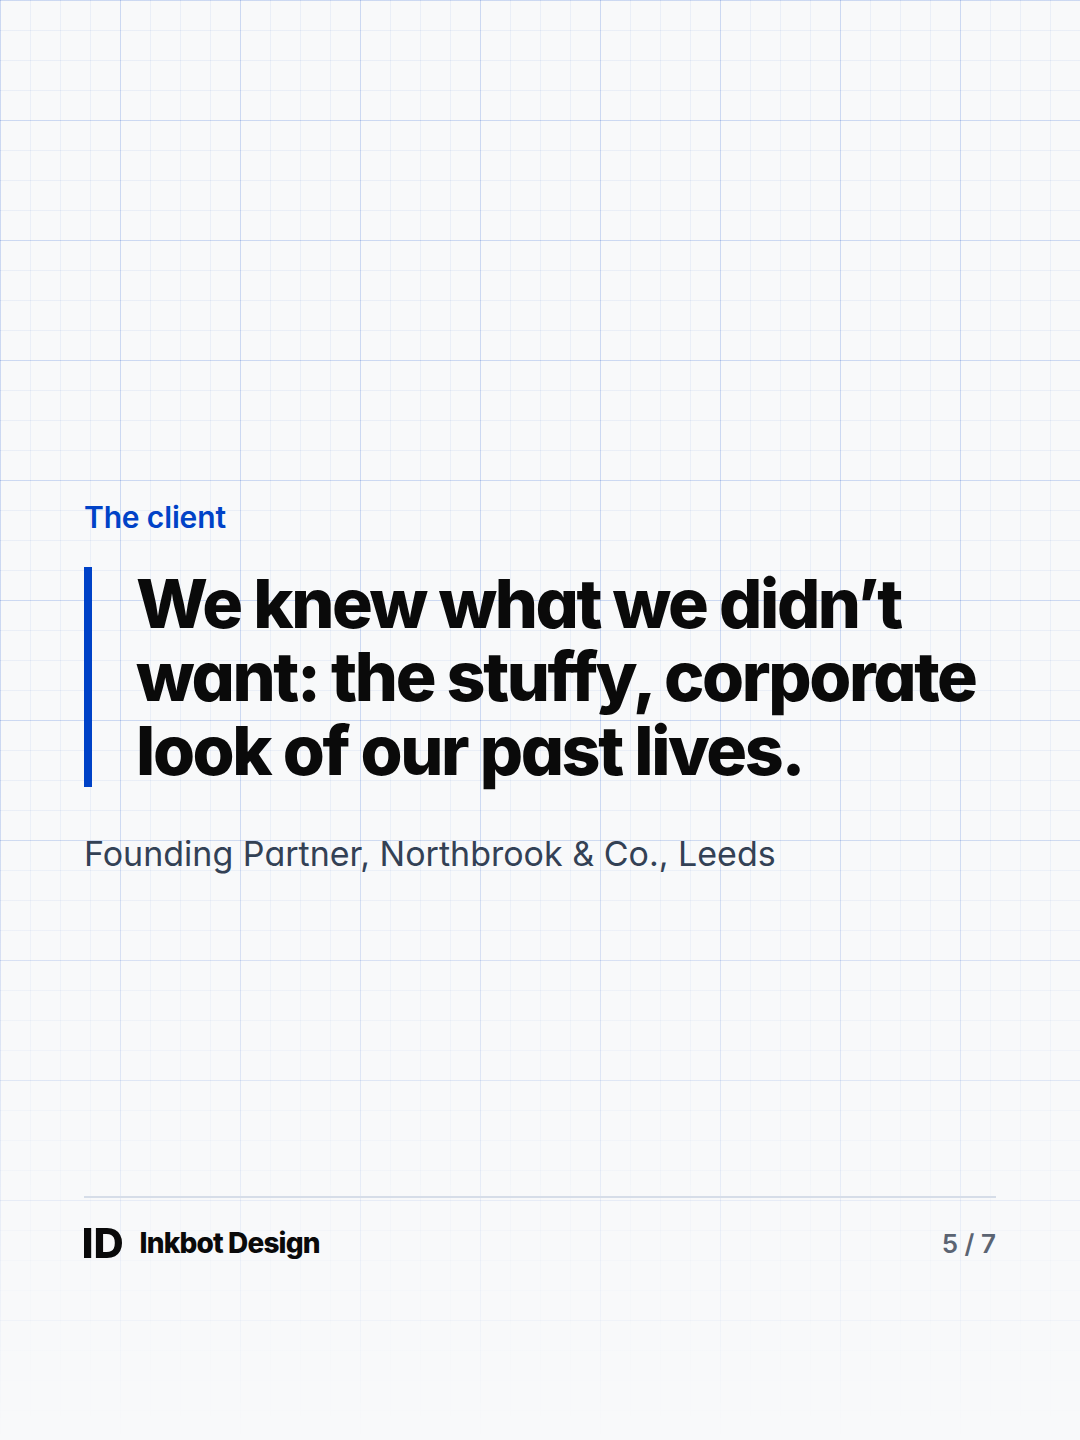 The client
We knew what we didn’t
want: the stuffy, corporate
look of our past lives.
Founding Partner, Northbrook & Co., Leeds
ID Inkbot Design
5 / 7